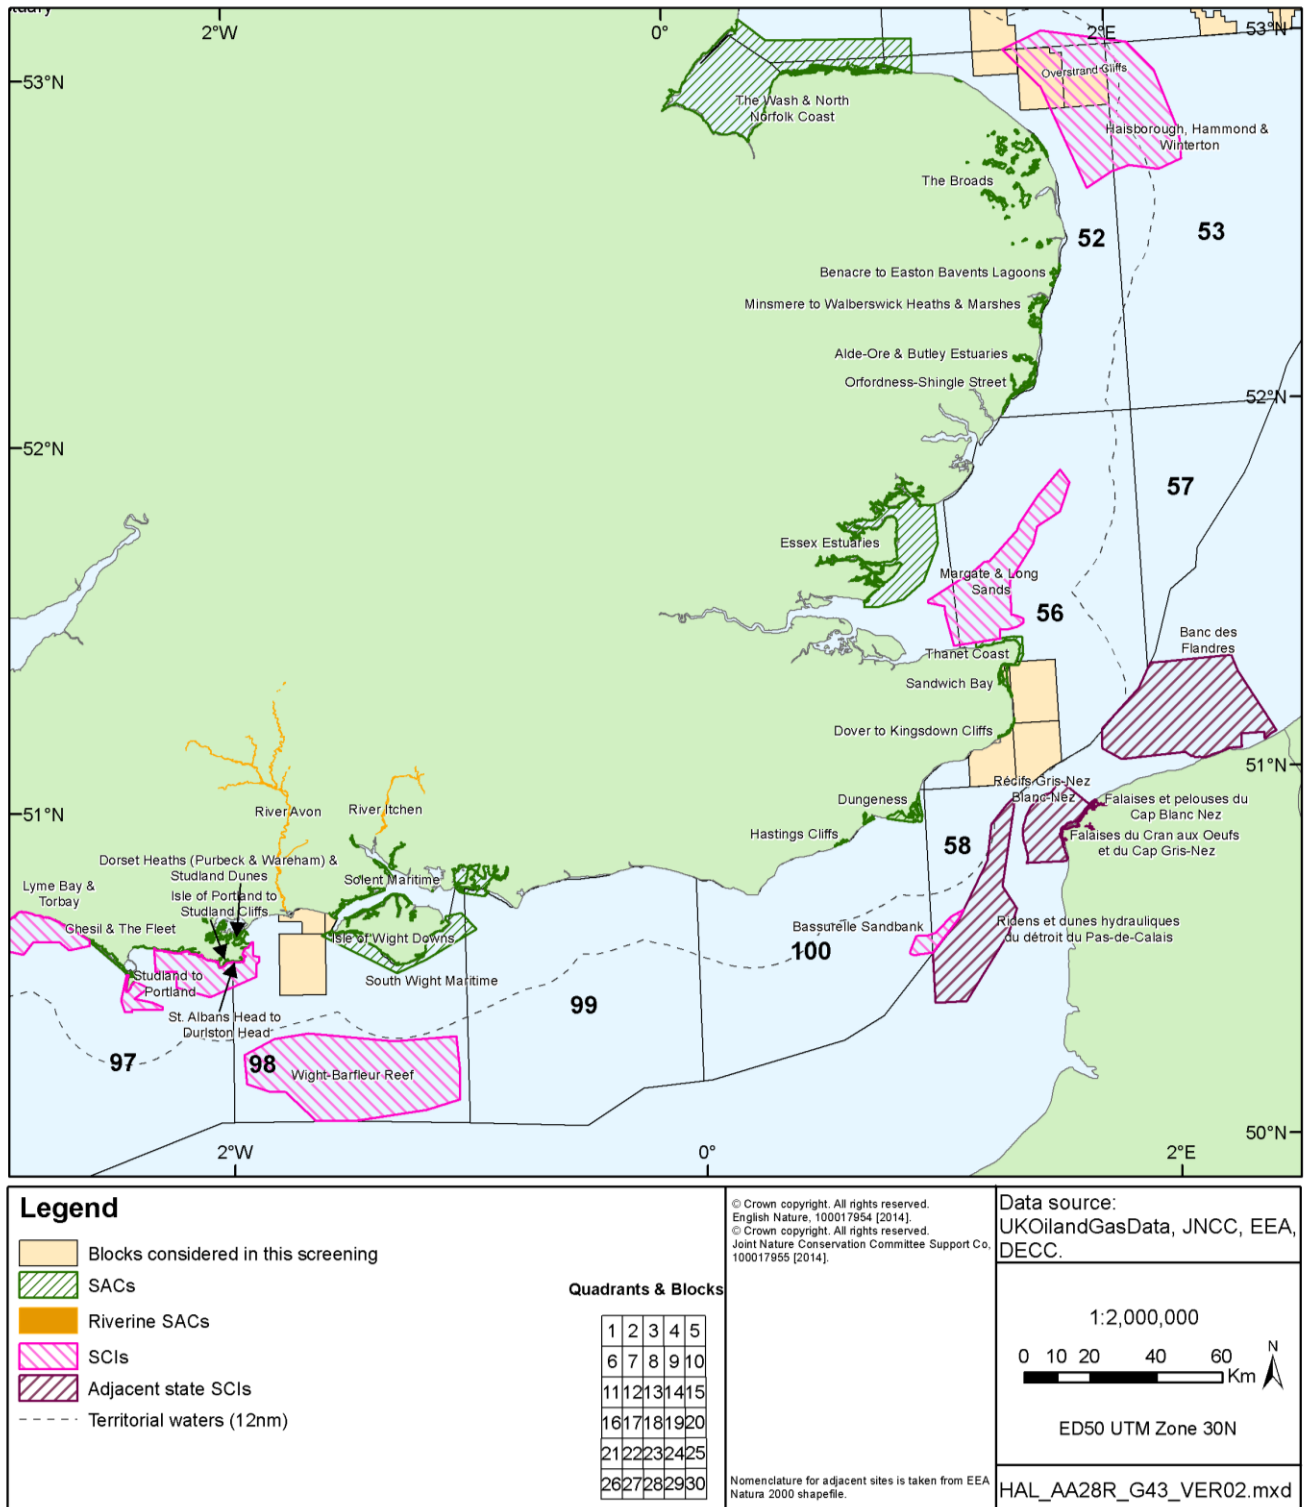 tuary
2°W
0°
2°E
53°N
53°N
Overstrand Cliffs
The Wash & North
Norfolk Coast
Haisborough, Hammond &
Winterton
The Broads
52
53
Benacre to Easton Bavents Lagoons
Minsmere to Walberswick Heaths & Marshes
Alde-Ore & Butley Estuaries
Orfordness-Shingle Street
52°N
52°N
57
Essex Estuaries
Margate & Long
Sands
56
Banc des
Flandres
Thanet Coast
Sandwich Bay
Dover to Kingsdown Cliffs
51°N
51°N
Récifs Gris-Nez
Blanc-Nez
Dungeness
Falaises et pelouses du
Cap Blanc Nez
River Avon
River Itchen
Hastings Cliffs
Falaises du Cran aux Oeufs
et du Cap Gris-Nez
58
Dorset Heaths (Purbeck & Wareham) &
Studland Dunes
Solent Maritime
Lyme Bay &
Torbay
Isle of Portland to
Studland Cliffs
Chesil & The Fleet
Bassurelle Sandbank
Ridens et dunes hydrauliques
du détroit du Pas-de-Calais
Isle of Wight Downs
100
Studland to
Portland
South Wight Maritime
99
St. Albans Head to
Durlston Head
97
98
Wight-Barfleur Reef
50°N
2°W
0°
2°E
Legend
Blocks considered in this screening
SACs
Riverine SACs
SCIs
Adjacent state SCIs
Territorial waters (12nm)
Quadrants & Blocks
1 2 3 4 5
6 7 8 9 10
11 12 13 14 15
16 17 18 19 20
21 22 23 24 25
26 27 28 29 30
© Crown copyright. All rights reserved.
English Nature, 100017954 [2014].
© Crown copyright. All rights reserved.
Joint Nature Conservation Committee Support Co,
100017955 [2014].
Nomenclature for adjacent sites is taken from EEA
Natura 2000 shapefile.
Data source:
UKOilandGasData, JNCC, EEA,
DECC.
1:2,000,000
0 10 20 40 60
Km
N
ED50 UTM Zone 30N
HAL_AA28R_G43_VER02.mxd